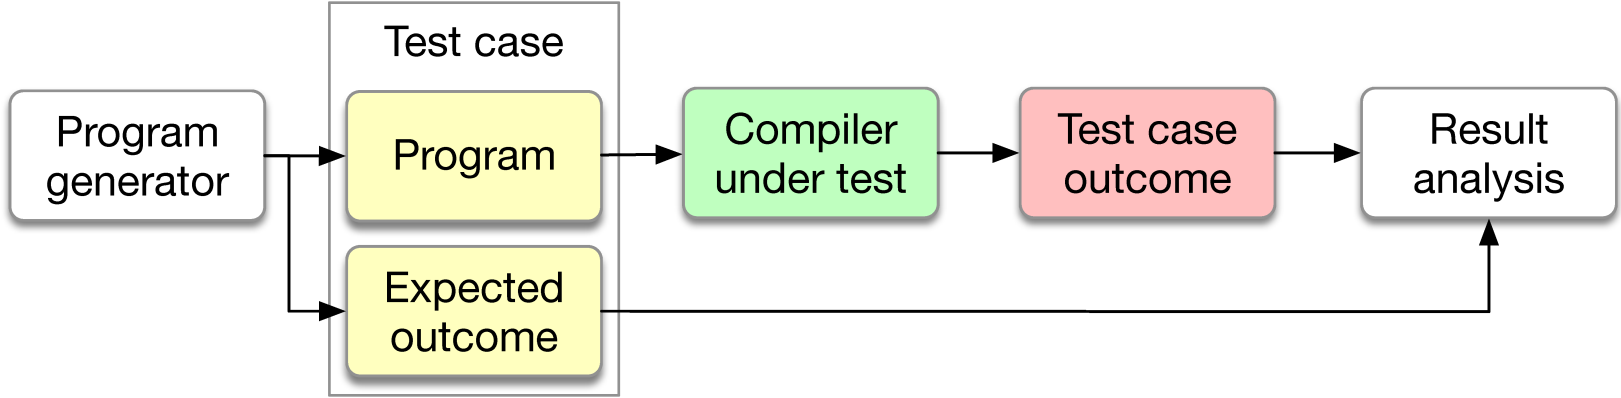 Test case
Program
generator
Program
Compiler
under test
Test case
outcome
Result
analysis
Expected
outcome